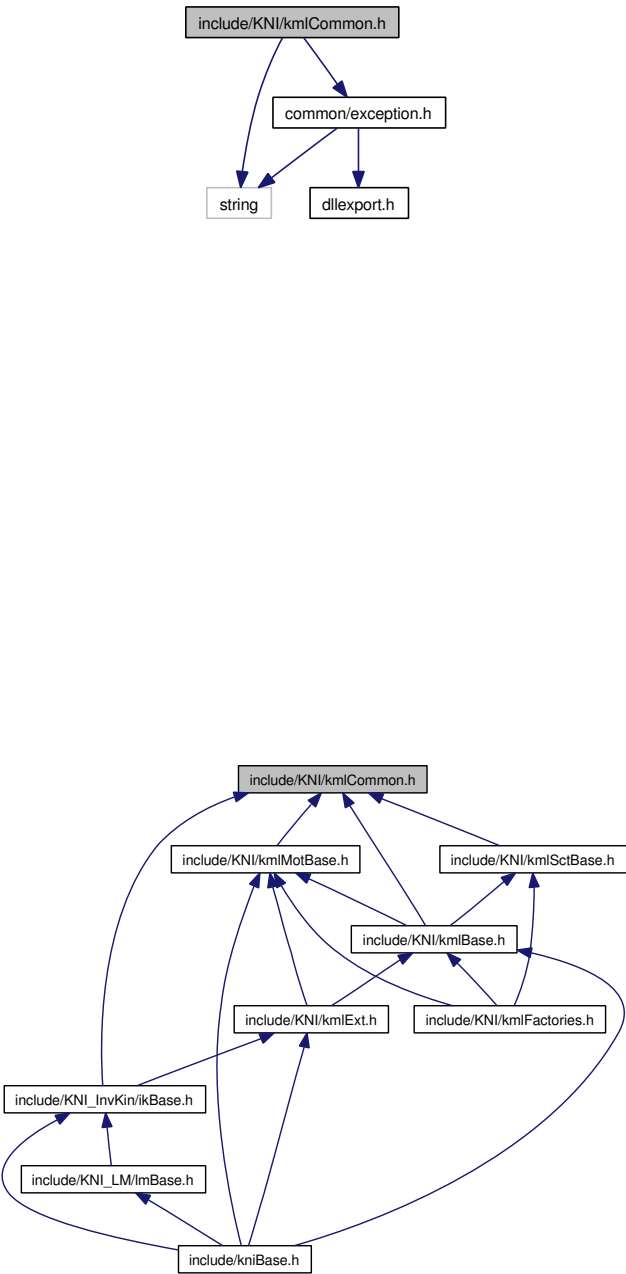 include/KNI/kmlCommon.h
common/exception.h
string
dllexport.h
include/KNI/kmlCommon.h
include/KNI/kmlMotBase.h
include/KNI/kmlSctBase.h
include/KNI/kmlBase.h
include/KNI/kmlExt.h
include/KNI/kmlFactories.h
include/KNI_InvKin/ikBase.h
include/KNI_LM/lmBase.h
include/kniBase.h